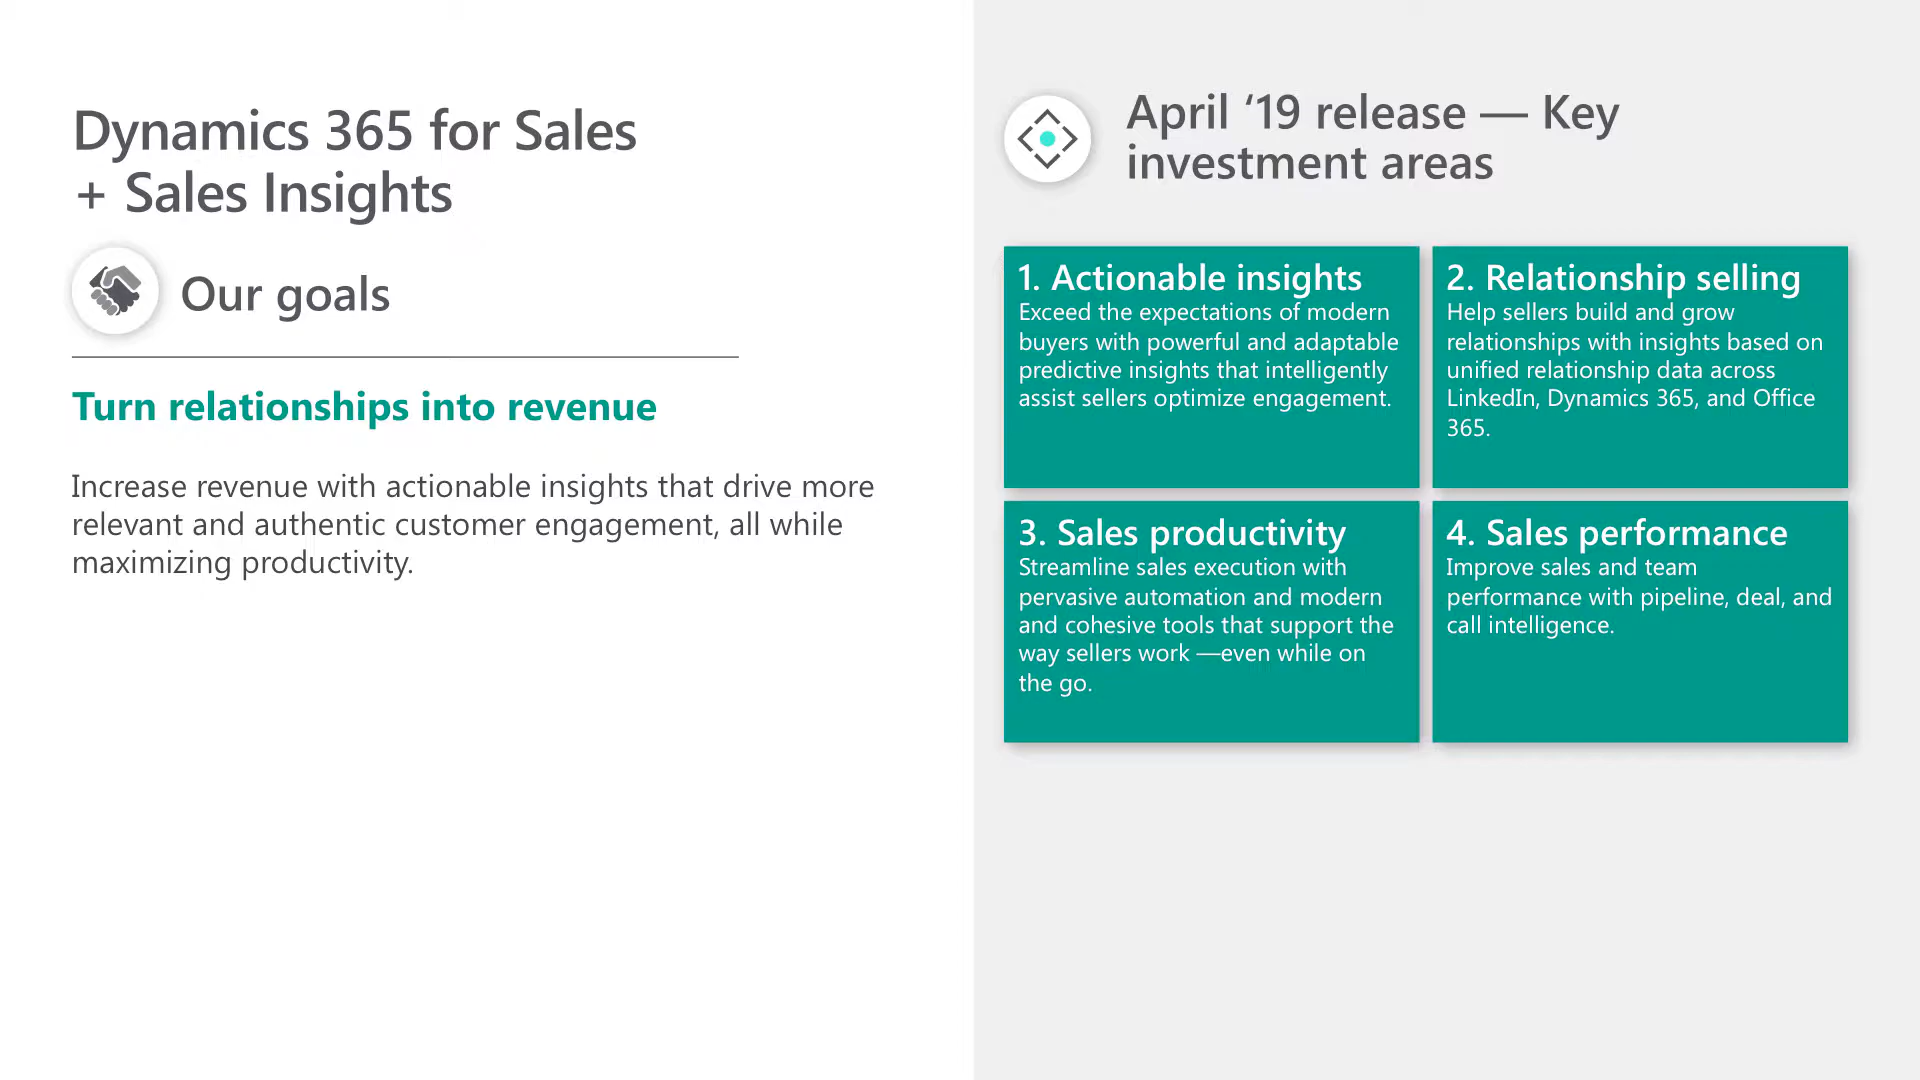 Dynamics 365 for Sales
+ Sales Insights
Our goals
Turn relationships into revenue
Increase revenue with actionable insights that drive more
relevant and authentic customer engagement, all while
maximizing productivity.
April ‘19 release — Key
investment areas
1. Actionable insights
Exceed the expectations of modern
buyers with powerful and adaptable
predictive insights that intelligently
assist sellers optimize engagement.
2. Relationship selling
Help sellers build and grow
relationships with insights based on
unified relationship data across
LinkedIn, Dynamics 365, and Office
365.
3. Sales productivity
Streamline sales execution with
pervasive automation and modern
and cohesive tools that support the
way sellers work —even while on
the go.
4. Sales performance
Improve sales and team
performance with pipeline, deal, and
call intelligence.